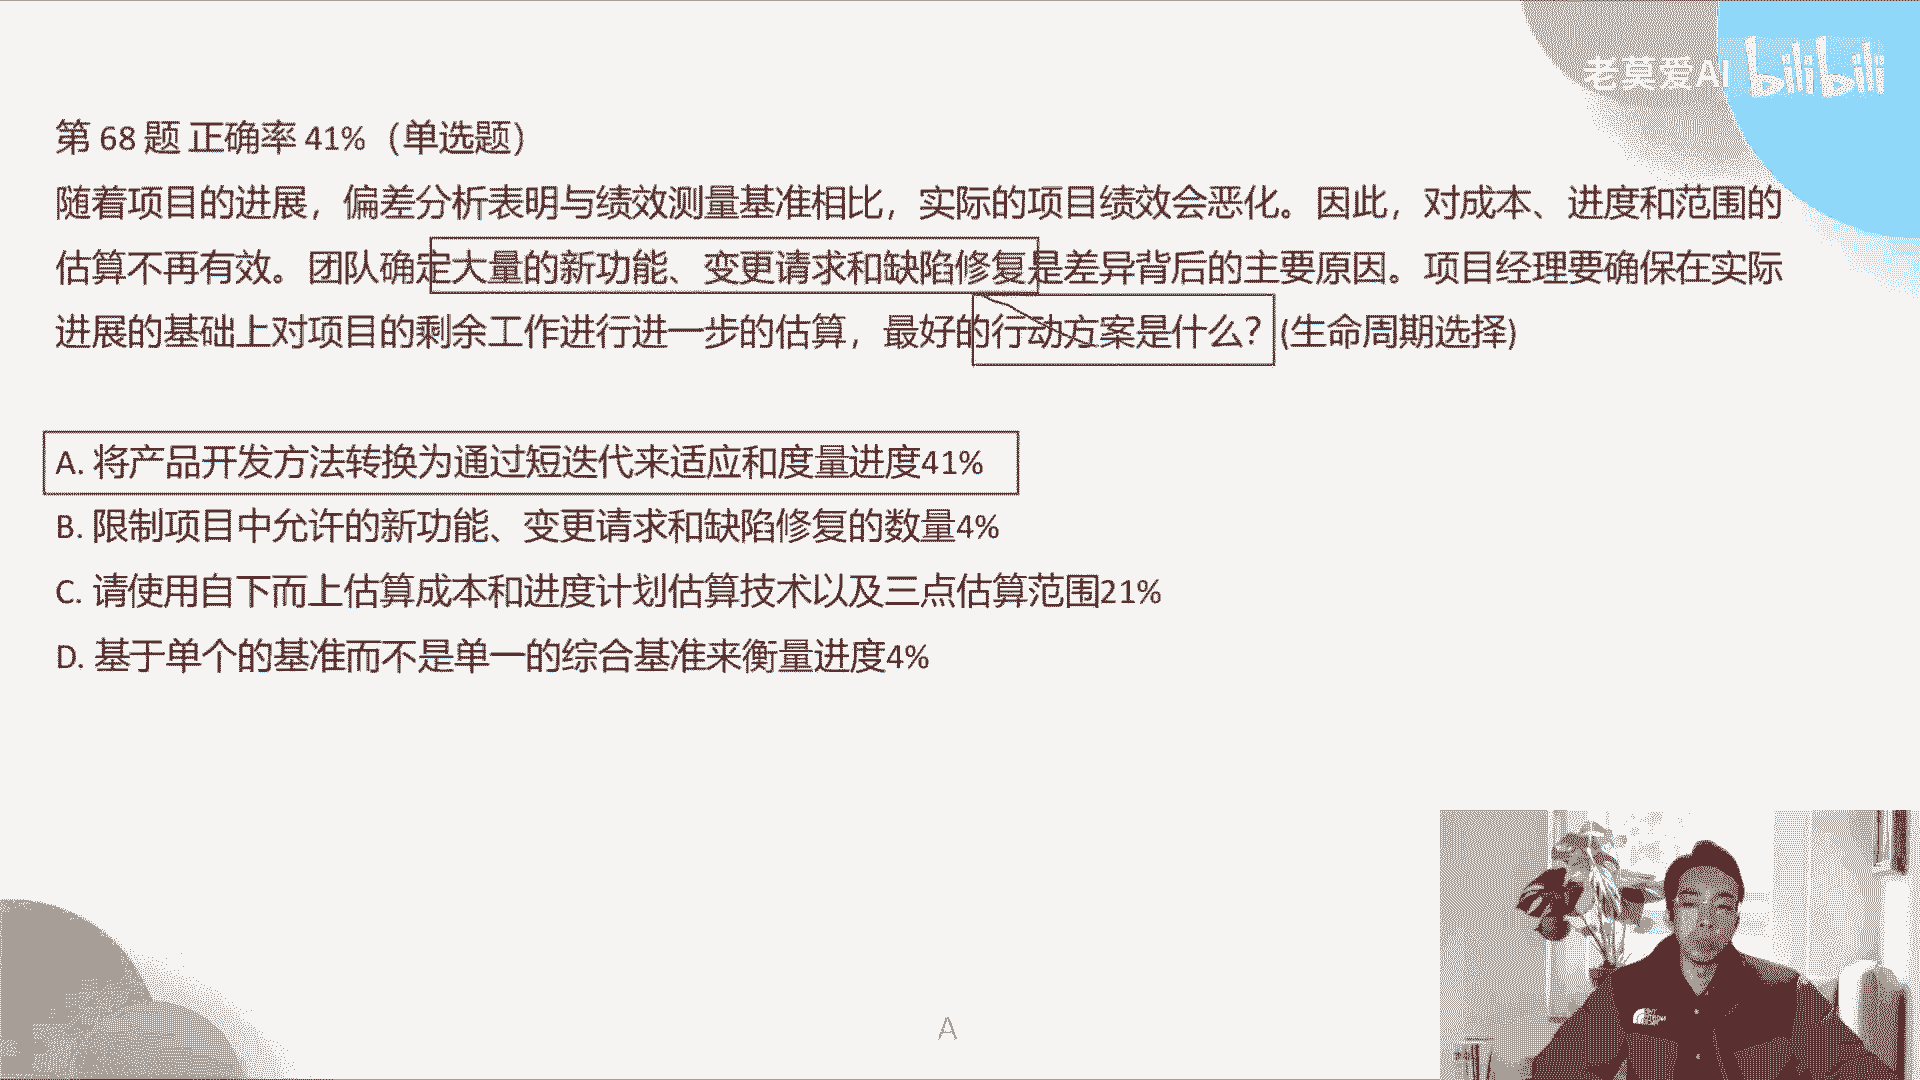 老莫爱AI bilibili
第 68 题 正确率 41%（单选题）
随着项目的进展，偏差分析表明与绩效测量基准相比，实际的项目绩效会恶化。因此，对成本、进度和范围的
估算不再有效。团队确定大量的新功能、变更请求和缺陷修复是差异背后的主要原因。项目经理要确保在实际
进展的基础上对项目的剩余工作进行进一步的估算，最好的行动方案是什么？(生命周期选择)
A. 将产品开发方法转换为通过短迭代来适应和度量进度41%
B. 限制项目中允许的新功能、变更请求和缺陷修复的数量4%
C. 请使用自下而上估算成本和进度计划估算技术以及三点估算范围21%
D. 基于单个的基准而不是单一的综合基准来衡量进度4%
A